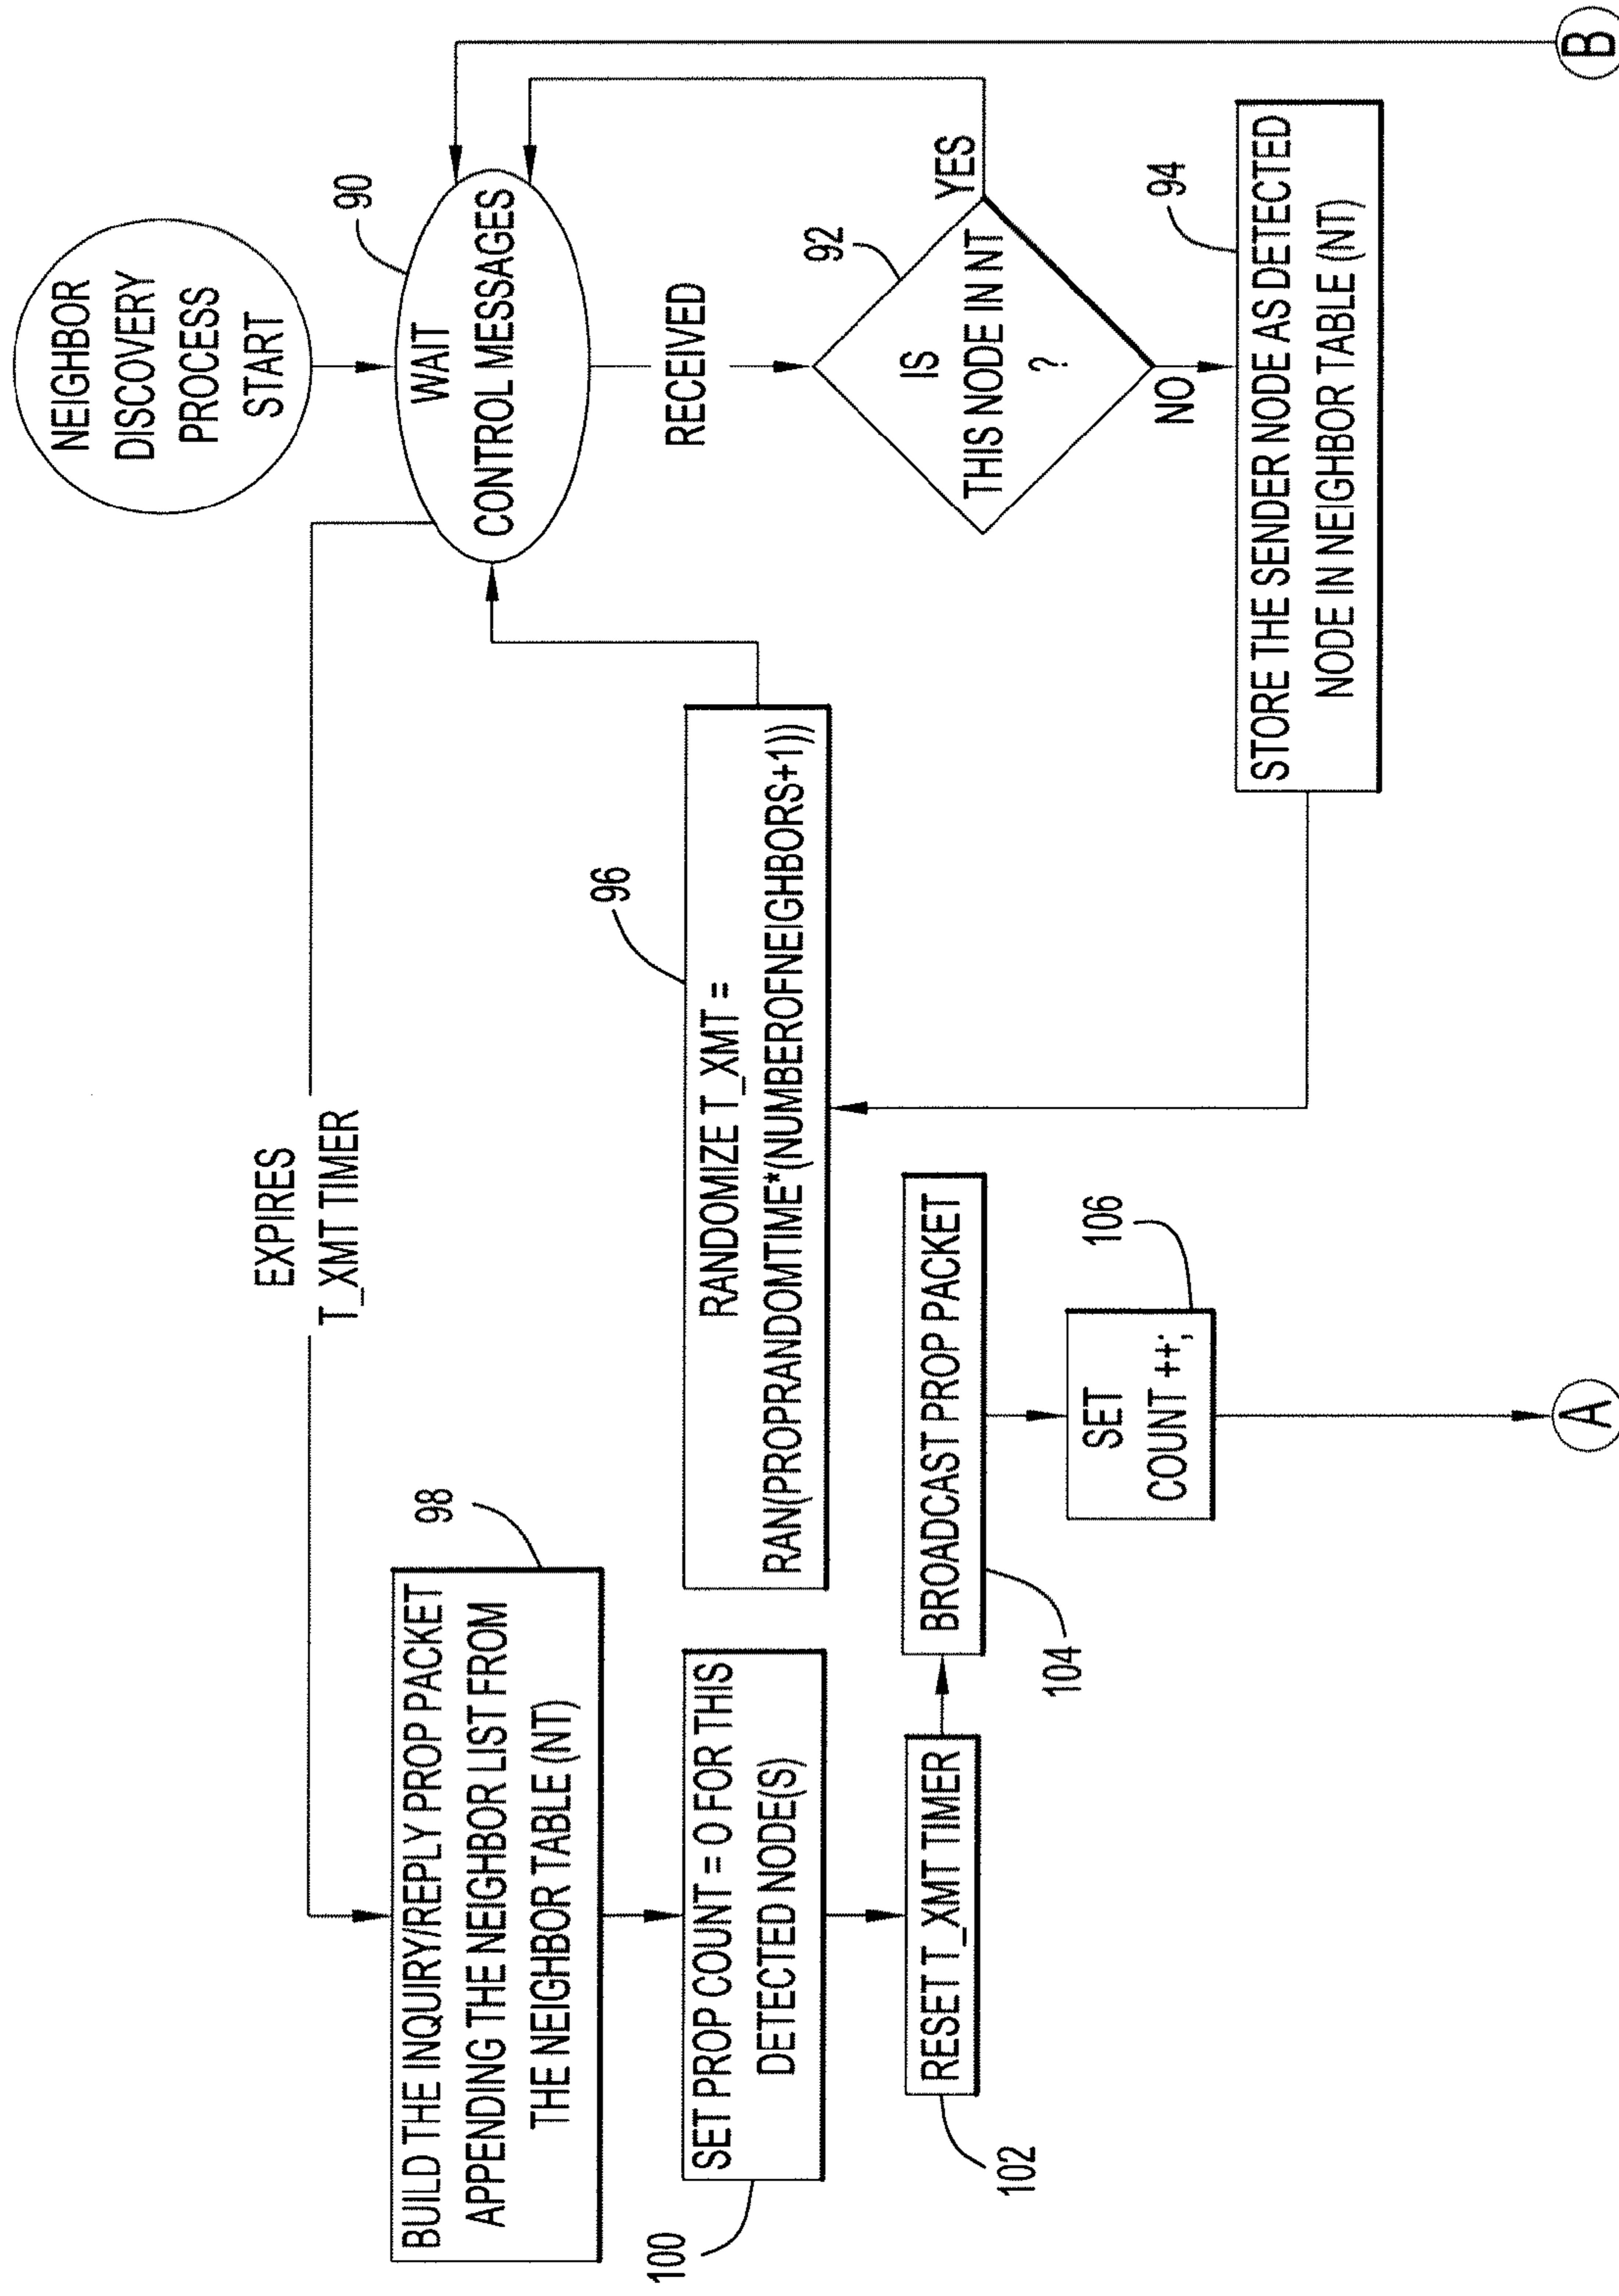 NEIGHBOR
DISCOVERY
PROCESS
START
90
WAIT
CONTROL MESSAGES
RECEIVED
92
IS
THIS NODE IN NT
?
YES
NO
94
STORE THE SENDER NODE AS DETECTED
NODE IN NEIGHBOR TABLE (NT)
96
RANDOMIZE T_XMT =
RAN(PROPRANDOMTIME*(NUMBEROFNEIGHBORS+1))
EXPIRES
T_XMT TIMER
98
BUILD THE INQUIRY/REPLY PROP PACKET
APPENDING THE NEIGHBOR LIST FROM
THE NEIGHBOR TABLE (NT)
100
SET PROP COUNT = 0 FOR THIS
DETECTED NODE(S)
102
RESET T_XMT TIMER
104
BROADCAST PROP PACKET
106
SET
COUNT ++;
A
B